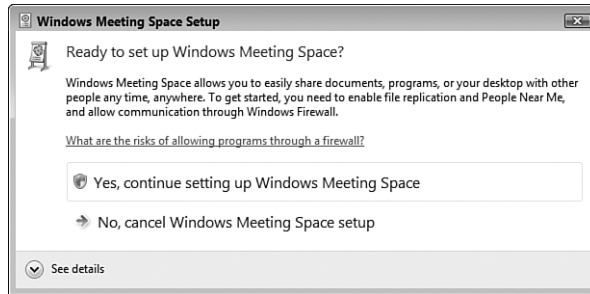 Windows Meeting Space Setup
Ready to set up Windows Meeting Space?
Windows Meeting Space allows you to easily share documents, programs, or your desktop with other
people any time, anywhere. To get started, you need to enable file replication and People Near Me,
and allow communication through Windows Firewall.
What are the risks of allowing programs through a firewall?
Yes, continue setting up Windows Meeting Space
No, cancel Windows Meeting Space setup
See details